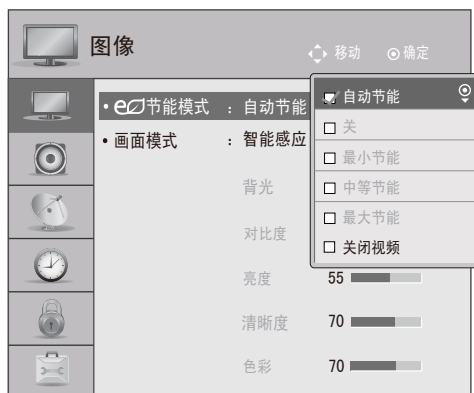 图像
移动 确定
• e节能模式 : 自动节能
• 画面模式 : 智能感应
背光
对比度
亮度 55
清晰度 70
色彩 70
自动节能
关
最小节能
中等节能
最大节能
关闭视频